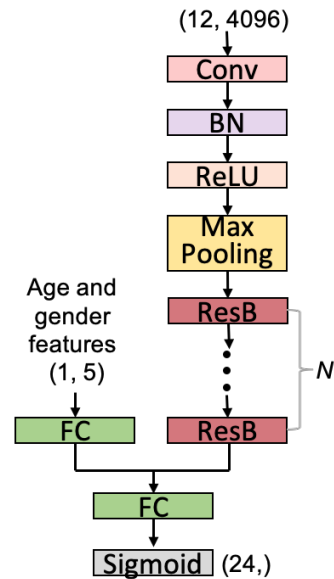 (12, 4096)
Conv
BN
ReLU
Max
Pooling
ResB
N
Age and
gender
features
(1, 5)
FC
ResB
FC
Sigmoid
(24,)